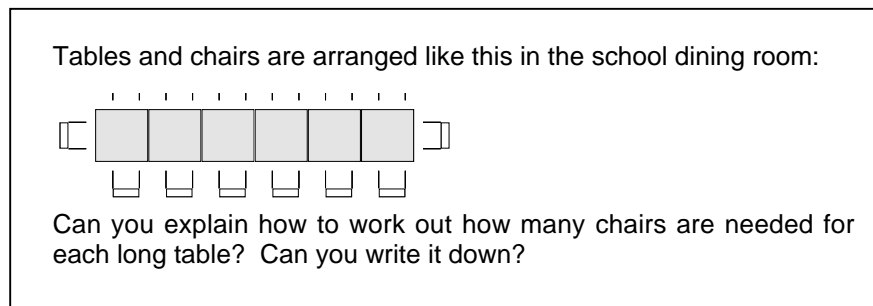 Tables and chairs are arranged like this in the school dining room:
Can you explain how to work out how many chairs are needed for
each long table? Can you write it down?